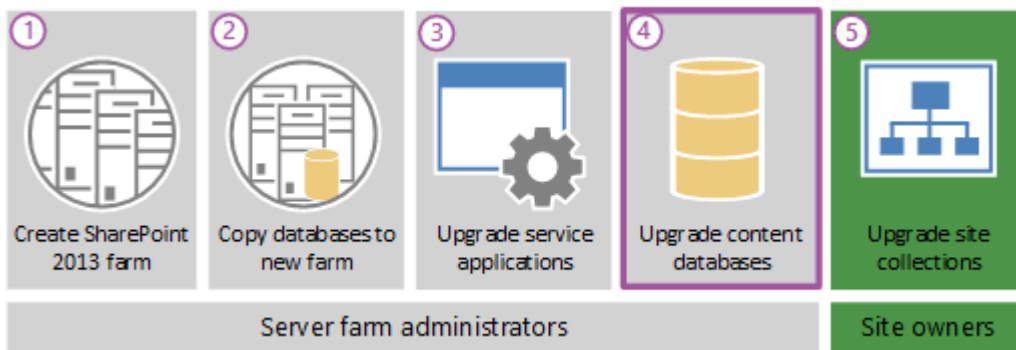 1
Create SharePoint
2013 farm
2
Copy databases to
new farm
3
Upgrade service
applications
4
Upgrade content
databases
5
Upgrade site
collections
Server farm administrators
Site owners